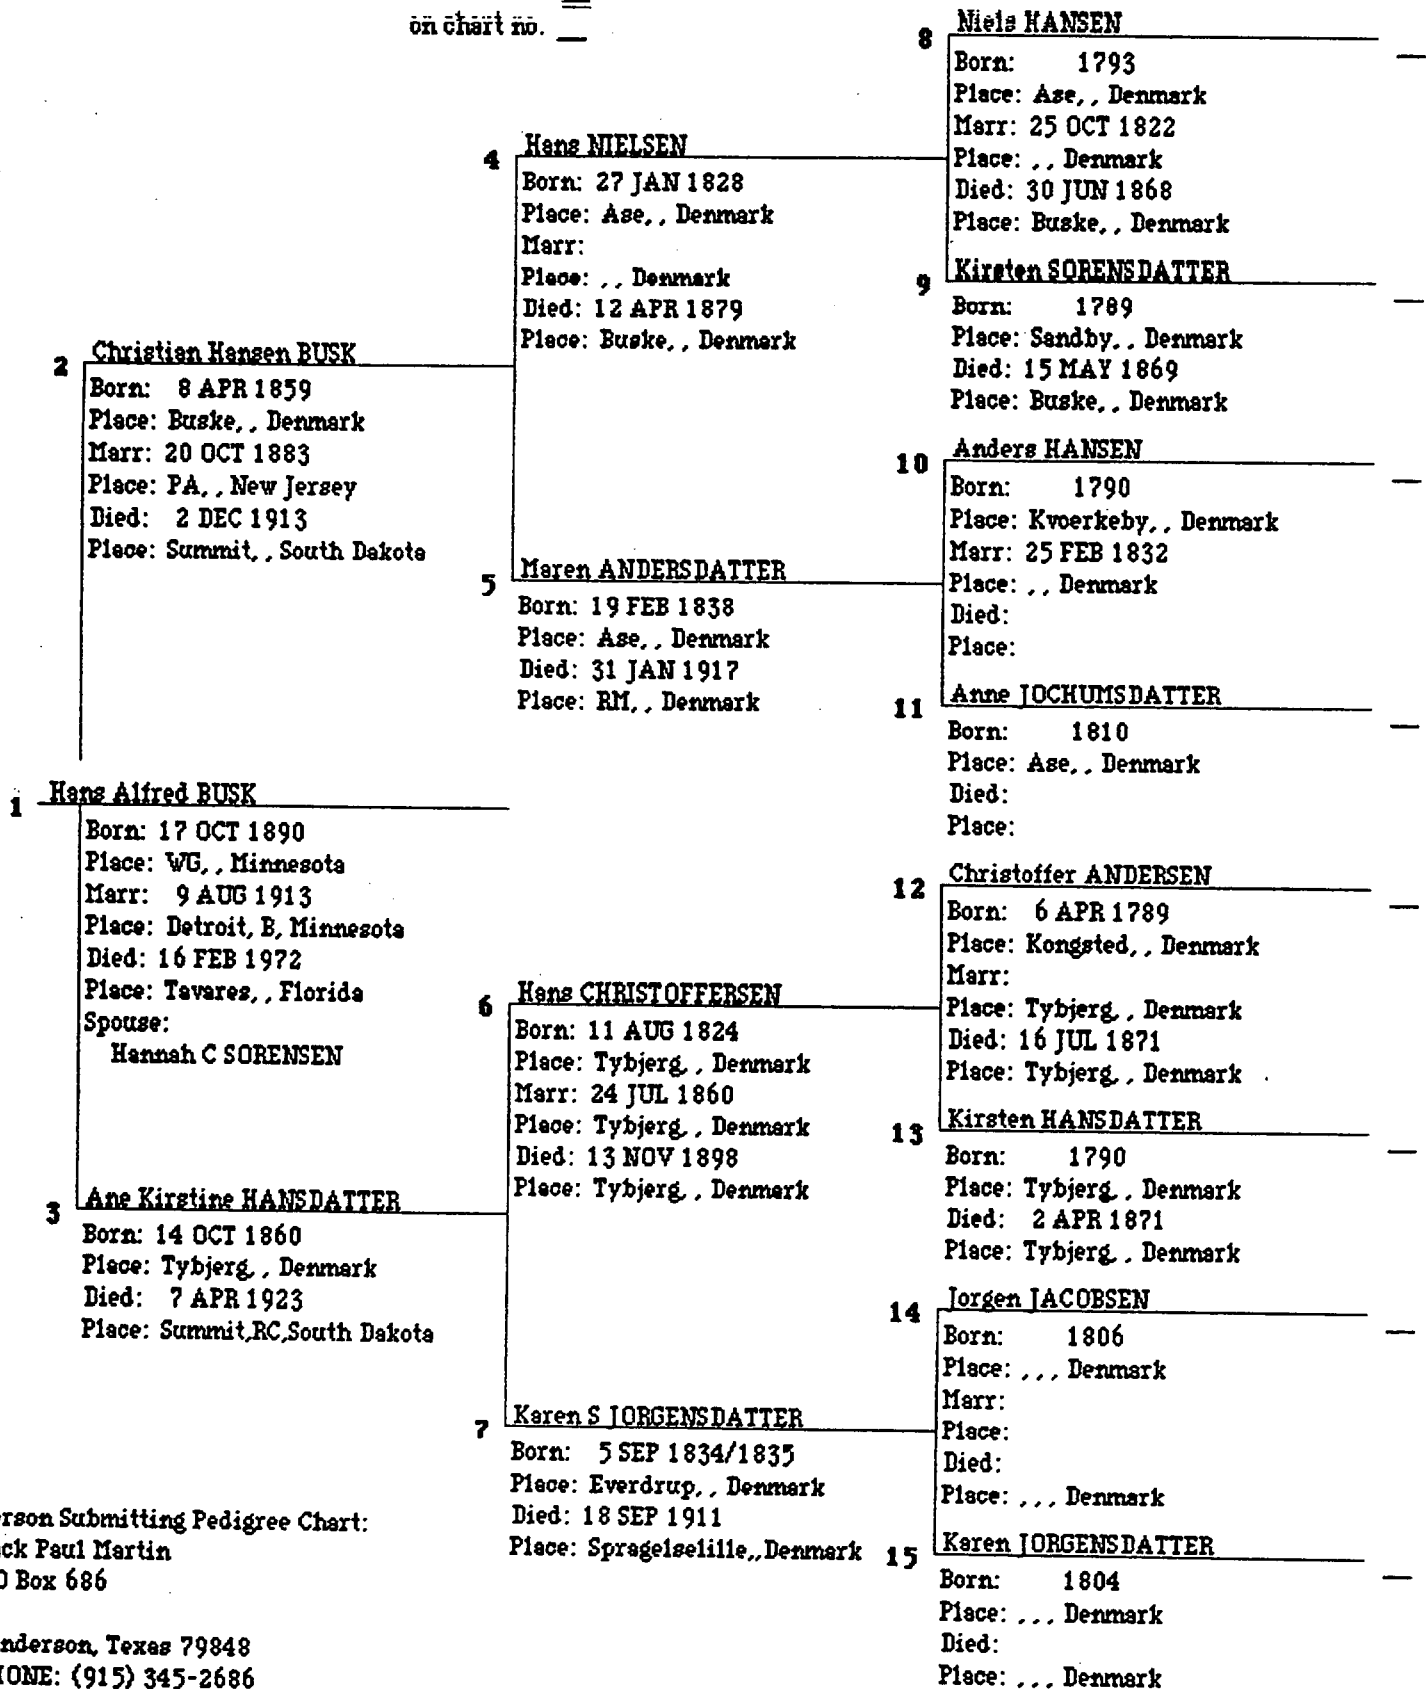 on chart no.
8 Niels HANSEN
Born: 1793
Place: Ase,, Denmark
Marr: 25 OCT 1822
Place: ,, Denmark
Died: 30 JUN 1868
Place: Buske,, Denmark
4 Hans NIELSEN
Born: 27 JAN 1828
Place: Ase,, Denmark
Marr:
Place: ,, Denmark
Died: 12 APR 1879
Place: Buske,, Denmark
9 Kirsten SORENSDATTER
Born: 1789
Place: Sandby,, Denmark
Died: 15 MAY 1869
Place: Buske,, Denmark
2 Christian Hansen BUSK
Born: 8 APR 1859
Place: Buske,, Denmark
Marr: 20 OCT 1883
Place: PA,, New Jersey
Died: 2 DEC 1913
Place: Summit,, South Dakota
10 Anders HANSEN
Born: 1790
Place: Kvoerkeby,, Denmark
Marr: 25 FEB 1832
Place: ,, Denmark
Died:
Place:
5 Maren ANDERSDATTER
Born: 19 FEB 1838
Place: Ase,, Denmark
Died: 31 JAN 1917
Place: RM,, Denmark
11 Anne JOCHUMSDATTER
Born: 1810
Place: Ase,, Denmark
Died:
Place:
1 Hans Alfred BUSK
Born: 17 OCT 1890
Place: WG,, Minnesota
Marr: 9 AUG 1913
Place: Detroit, B, Minnesota
Died: 16 FEB 1972
Place: Tavares,, Florida
Spouse:
Hannah C SORENSEN
12 Christoffer ANDERSEN
Born: 6 APR 1789
Place: Kongsted,, Denmark
Marr:
Place: Tybjerg,, Denmark
Died: 16 JUL 1871
Place: Tybjerg,, Denmark
6 Hans CHRISTOFFERSEN
Born: 11 AUG 1824
Place: Tybjerg,, Denmark
Marr: 24 JUL 1860
Place: Tybjerg,, Denmark
Died: 13 NOV 1898
Place: Tybjerg,, Denmark
13 Kirsten HANSDATTER
Born: 1790
Place: Tybjerg,, Denmark
Died: 2 APR 1871
Place: Tybjerg,, Denmark
3 Ane Kirstine HANSDATTER
Born: 14 OCT 1860
Place: Tybjerg,, Denmark
Died: 7 APR 1923
Place: Summit,RC,South Dakota
14 Jorgen JACOBSEN
Born: 1806
Place: ,,, Denmark
Marr:
Place:
Died:
Place: ,,, Denmark
7 Karen S JORGENSDATTER
Born: 5 SEP 1834/1835
Place: Everdrup,, Denmark
Died: 18 SEP 1911
Place: Spragelselille,,Denmark
15 Karen JORGENSDATTER
Born: 1804
Place: ,,, Denmark
Died:
Place: ,,, Denmark
rson Submitting Pedigree Chart:
ck Paul Martin
O Box 686
nderson, Texas 79848
HONE: (915) 345-2686